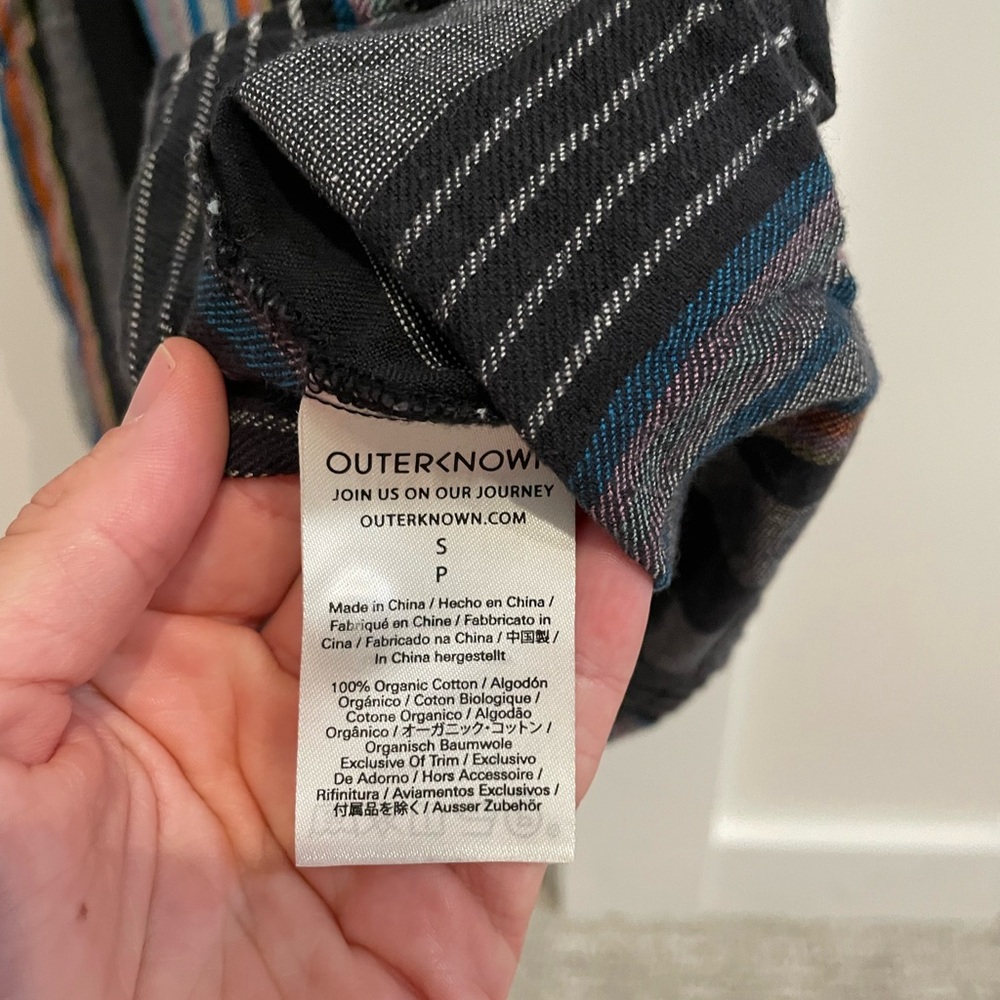 OUTERKNOWN
JOIN US ON OUR JOURNEY
OUTERKNOWN.COM
S
P
Made in China / Hecho en China /
Fabriqué en Chine / Fabbricato in
Cina / Fabricado na China / 中国製 /
In China hergestellt
100% Organic Cotton / Algodón
Orgánico / Coton Biologique /
Cotone Organico / Algodão
Orgânico / オーガニック・コットン /
Organisch Baumwole
Exclusive Of Trim / Exclusivo
De Adorno / Hors Accessoire /
Rifinitura / Aviamentos Exclusivos /
付属品を除く / Ausser Zubehör